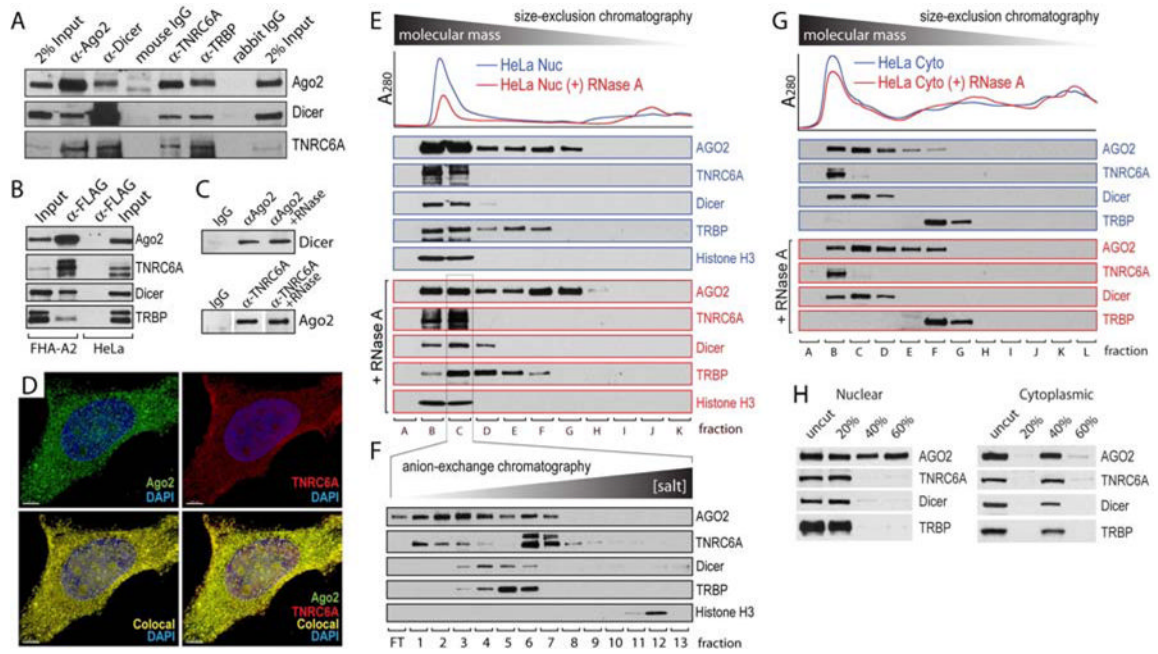 A
2% Input
α-Ago2
α-Dicer
mouse IgG
α-TNRC6A
α-TRBP
rabbit IgG
2% Input
Ago2
Dicer
TNRC6A
B
Input
α-FLAG
α-FLAG
Input
Ago2
TNRC6A
Dicer
TRBP
FHA-A2 HeLa
C
IgG
αAgo2
αAgo2
+RNase
Dicer
IgG
α-TNRC6A
α-TNRC6A
+RNase
Ago2
D
Ago2
DAPI
TNRC6A
DAPI
Colocal
DAPI
Ago2
TNRC6A
Colocal
DAPI
E
size-exclusion chromatography
molecular mass
A280
HeLa Nuc
HeLa Nuc (+) RNase A
AGO2
TNRC6A
Dicer
TRBP
Histone H3
+ RNase A
AGO2
TNRC6A
Dicer
TRBP
Histone H3
A B C D E F G H I J K fraction
F
anion-exchange chromatography
[salt]
AGO2
TNRC6A
Dicer
TRBP
Histone H3
FT 1 2 3 4 5 6 7 8 9 10 11 12 13 fraction
G
size-exclusion chromatography
molecular mass
A280
HeLa Cyto
HeLa Cyto (+) RNase A
AGO2
TNRC6A
Dicer
TRBP
+ RNase A
AGO2
TNRC6A
Dicer
TRBP
A B C D E F G H I J K L fraction
H
Nuclear
uncut 20% 40% 60%
AGO2
TNRC6A
Dicer
TRBP
Cytoplasmic
uncut 20% 40% 60%
AGO2
TNRC6A
Dicer
TRBP